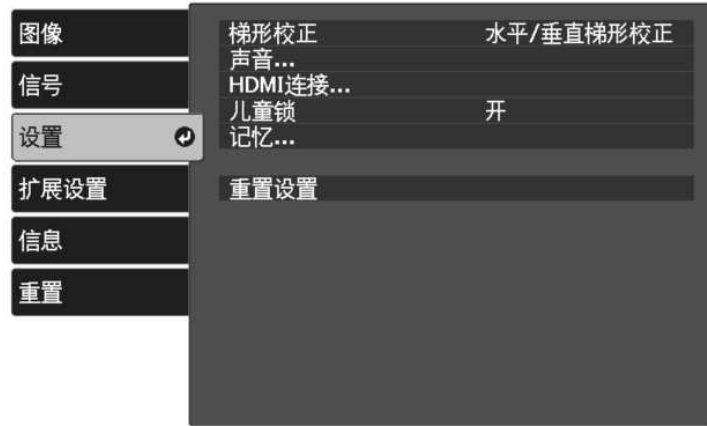 图像
信号
设置
扩展设置
信息
重置
梯形校正 水平/垂直梯形校正
声音...
HDMI连接...
儿童锁 开
记忆...
重置设置